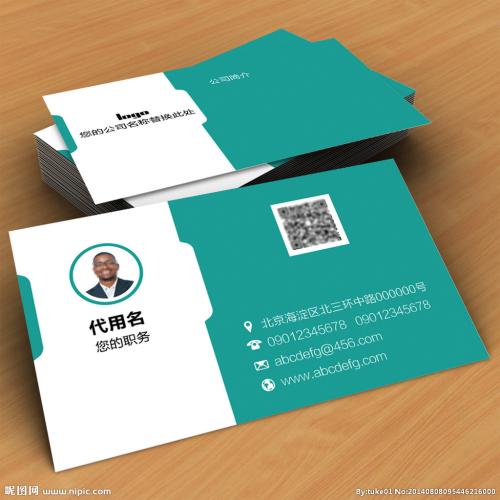 公司简介
logo
您的公司名称替换此处
代用名
您的职务
北京海淀区北三环中路000000号
09012345678 09012345678
abcdefg@456.com
www.abcdefg.com
昵图网 www.nipic.com
By:tuke01 No:20140808095446216000